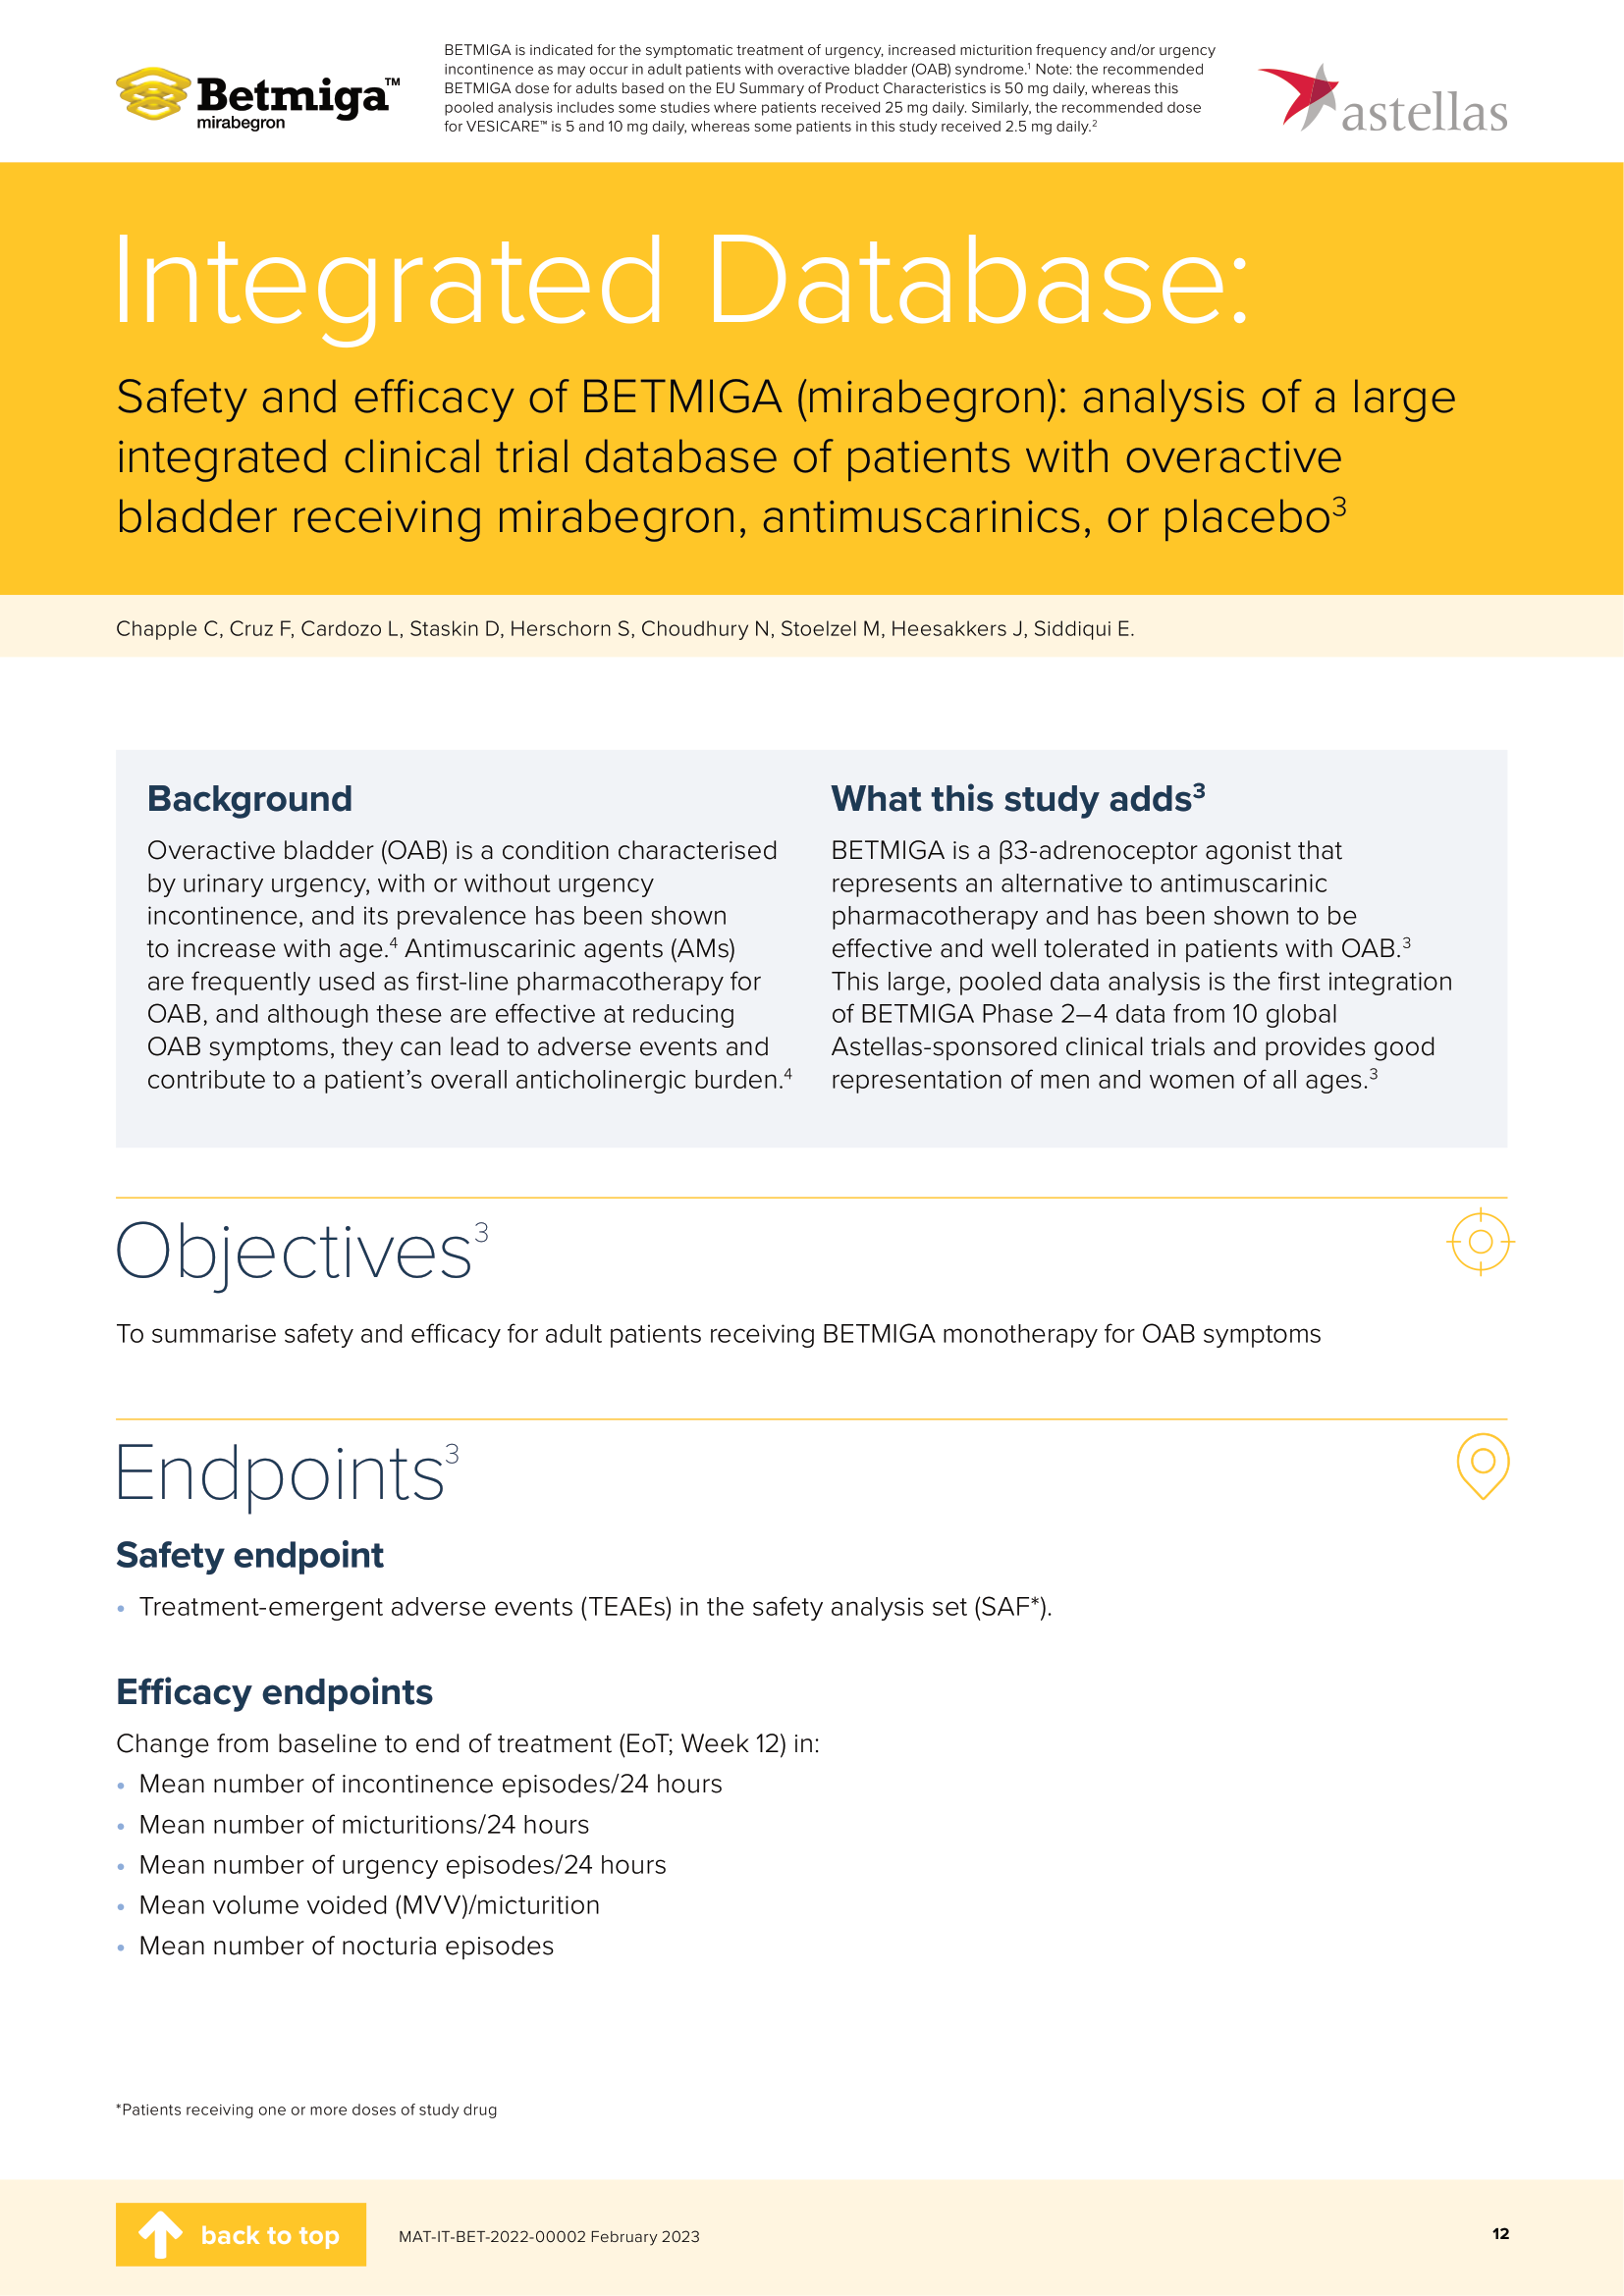 Betmiga™
mirabegron
BETMIGA is indicated for the symptomatic treatment of urgency, increased micturition frequency and/or urgency
incontinence as may occur in adult patients with overactive bladder (OAB) syndrome.¹ Note: the recommended
BETMIGA dose for adults based on the EU Summary of Product Characteristics is 50 mg daily, whereas this
pooled analysis includes some studies where patients received 25 mg daily. Similarly, the recommended dose
for VESICARE™ is 5 and 10 mg daily, whereas some patients in this study received 2.5 mg daily.²
astellas
Integrated Database:
Safety and efficacy of BETMIGA (mirabegron): analysis of a large
integrated clinical trial database of patients with overactive
bladder receiving mirabegron, antimuscarinics, or placebo³
Chapple C, Cruz F, Cardozo L, Staskin D, Herschorn S, Choudhury N, Stoelzel M, Heesakkers J, Siddiqui E.
Background
Overactive bladder (OAB) is a condition characterised
by urinary urgency, with or without urgency
incontinence, and its prevalence has been shown
to increase with age.⁴ Antimuscarinic agents (AMs)
are frequently used as first-line pharmacotherapy for
OAB, and although these are effective at reducing
OAB symptoms, they can lead to adverse events and
contribute to a patient’s overall anticholinergic burden.⁴
What this study adds³
BETMIGA is a β3-adrenoceptor agonist that
represents an alternative to antimuscarinic
pharmacotherapy and has been shown to be
effective and well tolerated in patients with OAB.³
This large, pooled data analysis is the first integration
of BETMIGA Phase 2–4 data from 10 global
Astellas-sponsored clinical trials and provides good
representation of men and women of all ages.³
Objectives³
To summarise safety and efficacy for adult patients receiving BETMIGA monotherapy for OAB symptoms
Endpoints³
Safety endpoint
• Treatment-emergent adverse events (TEAEs) in the safety analysis set (SAF*).
Efficacy endpoints
Change from baseline to end of treatment (EoT; Week 12) in:
• Mean number of incontinence episodes/24 hours
• Mean number of micturitions/24 hours
• Mean number of urgency episodes/24 hours
• Mean volume voided (MVV)/micturition
• Mean number of nocturia episodes
*Patients receiving one or more doses of study drug
back to top
MAT-IT-BET-2022-00002 February 2023
12